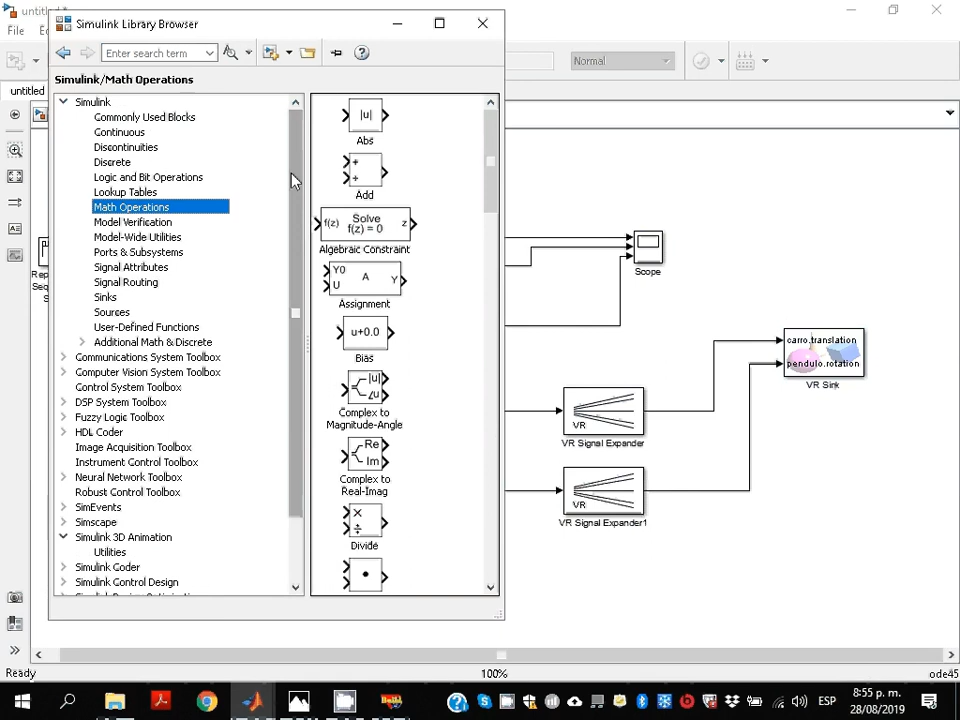 untitled *
Simulink Library Browser
File
Enter search term
Normal
Simulink/Math Operations
untitled
Simulink
Commonly Used Blocks
Continuous
Discontinuities
Discrete
Logic and Bit Operations
Lookup Tables
Math Operations
Model Verification
Model-Wide Utilities
Ports & Subsystems
Signal Attributes
Signal Routing
Sinks
Sources
User-Defined Functions
Additional Math & Discrete
Communications System Toolbox
Computer Vision System Toolbox
Control System Toolbox
DSP System Toolbox
Fuzzy Logic Toolbox
HDL Coder
Image Acquisition Toolbox
Instrument Control Toolbox
Neural Network Toolbox
Robust Control Toolbox
SimEvents
Simscape
Simulink 3D Animation
Utilities
Simulink Coder
Simulink Control Design
|u|
Abs
+
+
Add
f(z) Solve f(z) = 0 z
Algebraic Constraint
Y0
U A Y
Assignment
u+0.0
Bias
|u|
∠u
Complex to
Magnitude-Angle
Re
Im
Complex to
Real-Imag
×
÷
Divide
Scope
carro.translation
pendulo.rotation
VR Sink
VR
VR Signal Expander
VR
VR Signal Expander1
Ready
100%
ode45
ESP
8:55 p. m.
28/08/2019